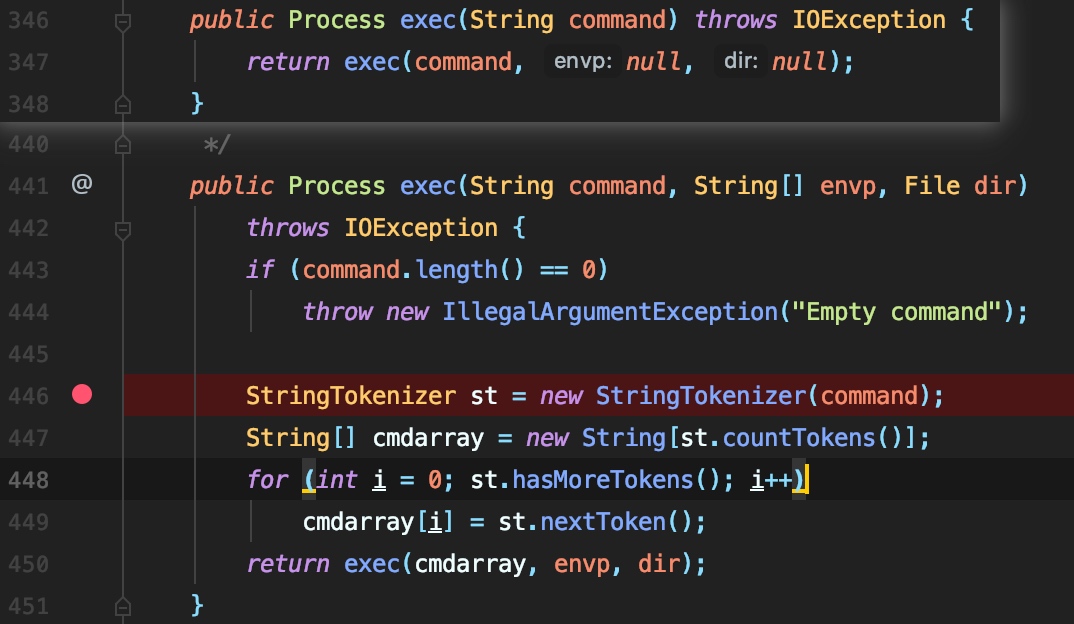 346 public Process exec(String command) throws IOException {
347 return exec(command, envp: null, dir: null);
348 }
440 */
441 @ public Process exec(String command, String[] envp, File dir)
442 throws IOException {
443 if (command.length() == 0)
444 throw new IllegalArgumentException("Empty command");
445
446 StringTokenizer st = new StringTokenizer(command);
447 String[] cmdarray = new String[st.countTokens()];
448 for (int i = 0; st.hasMoreTokens(); i++)
449 cmdarray[i] = st.nextToken();
450 return exec(cmdarray, envp, dir);
451 }